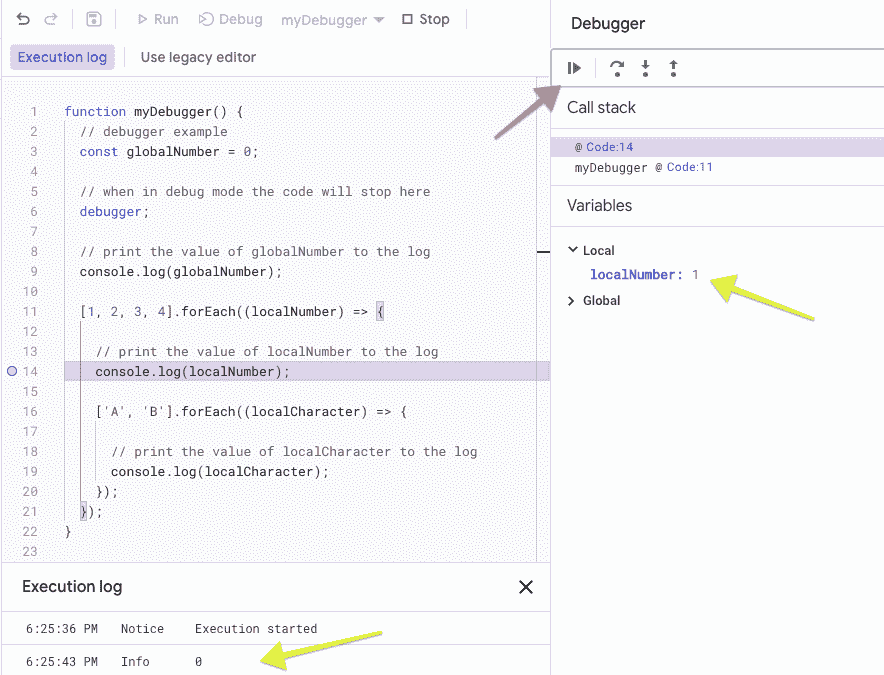 Run Debug myDebugger Stop
Execution log Use legacy editor
1 function myDebugger() {
2 // debugger example
3 const globalNumber = 0;
4
5 // when in debug mode the code will stop here
6 debugger;
7
8 // print the value of globalNumber to the log
9 console.log(globalNumber);
10
11 [1, 2, 3, 4].forEach((localNumber) => {
12
13 // print the value of localNumber to the log
14 console.log(localNumber);
15
16 ['A', 'B'].forEach((localCharacter) => {
17
18 // print the value of localCharacter to the log
19 console.log(localCharacter);
20 });
21 });
22 }
23
Execution log
6:25:36 PM Notice Execution started
6:25:43 PM Info 0
Debugger
Call stack
@ Code:14
myDebugger @ Code:11
Variables
Local
localNumber: 1
Global